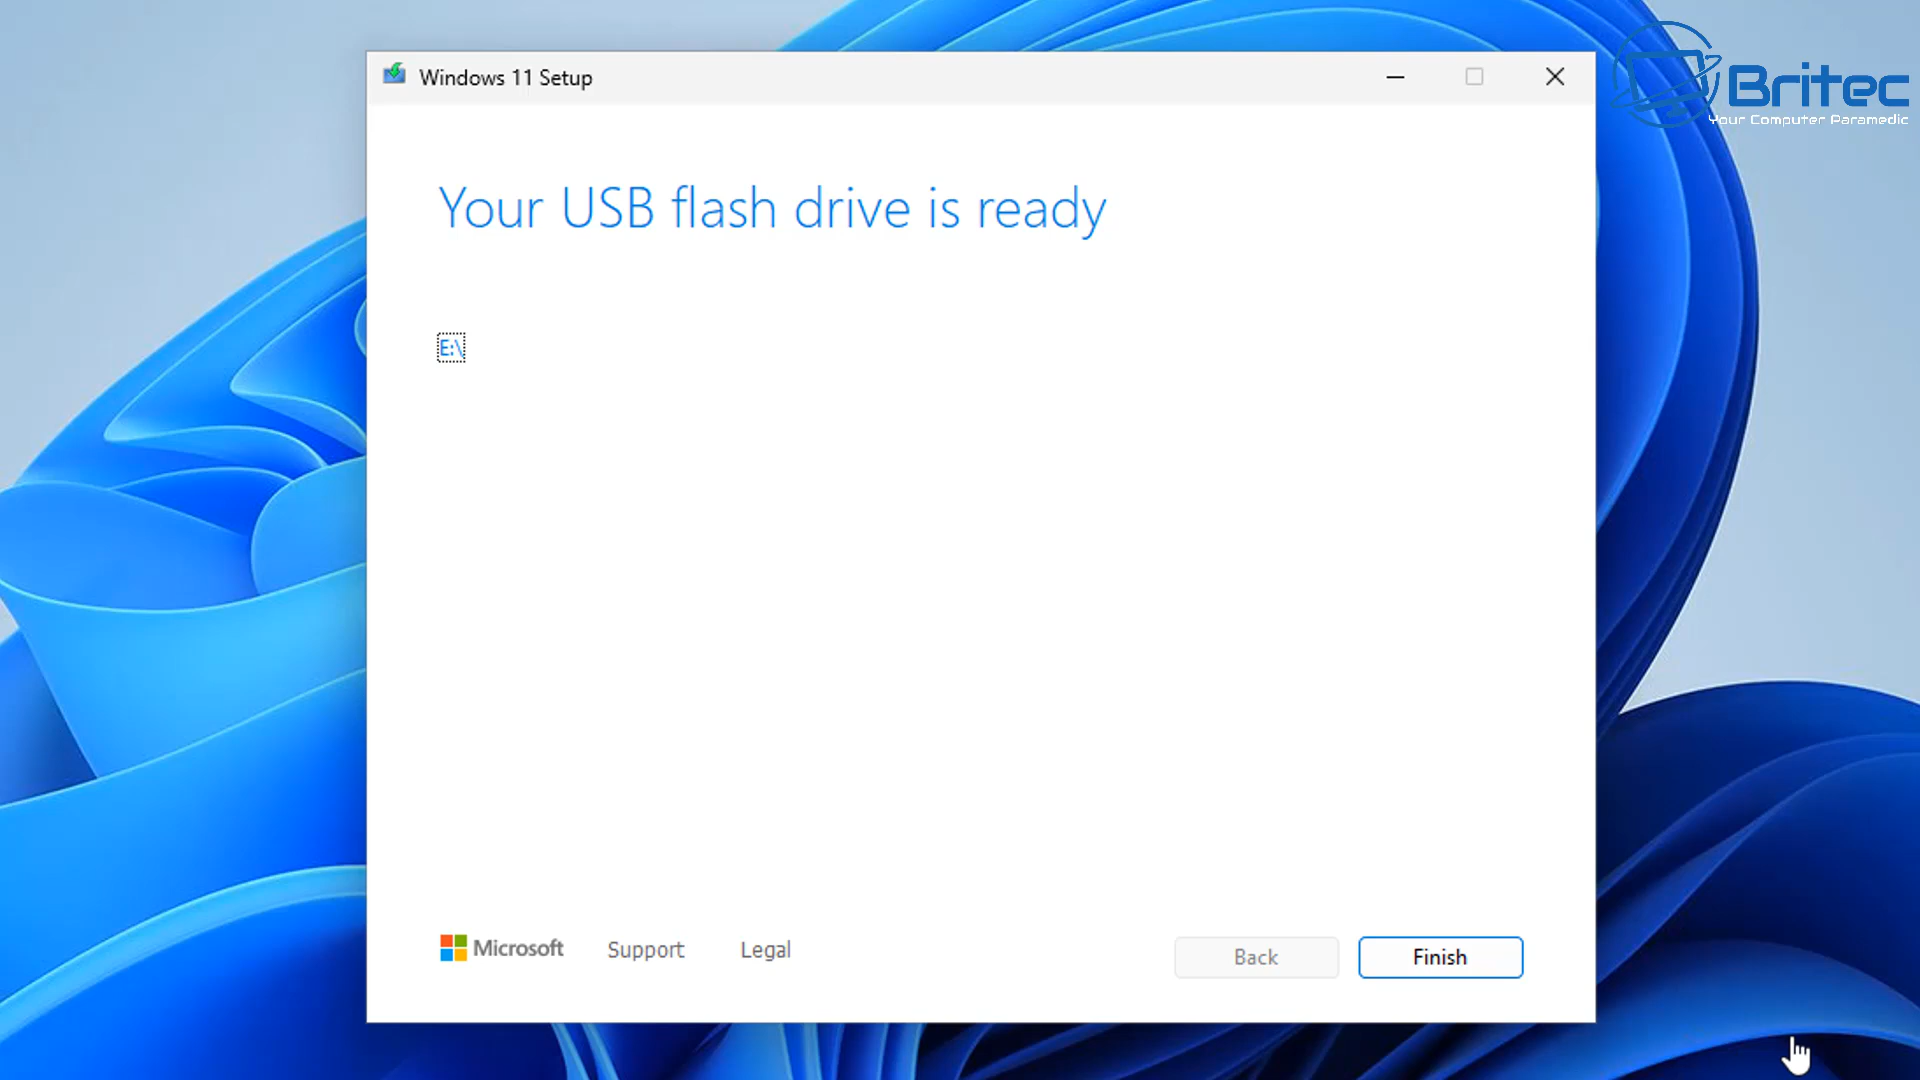 Windows 11 Setup
Britec
Your Computer Paramedic
Your USB flash drive is ready
E:\
Microsoft
Support
Legal
Back
Finish